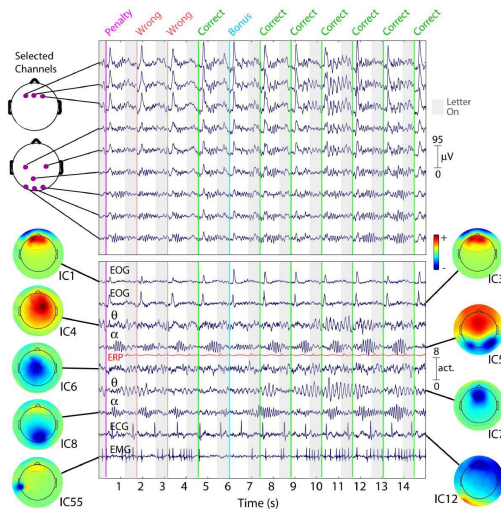 Penalty
Wrong
Wrong
Correct
Bonus
Correct
Correct
Correct
Correct
Correct
Correct
Selected
Channels
Letter
On
95
μV
0
+
-
IC1
EOG
EOG
IC3
IC4
θ
α
ERP
8
act.
0
IC5
IC6
θ
α
IC8
ECG
EMG
IC55
IC12
1 2 3 4 5 6 7 8 9 10 11 12 13 14
Time (s)